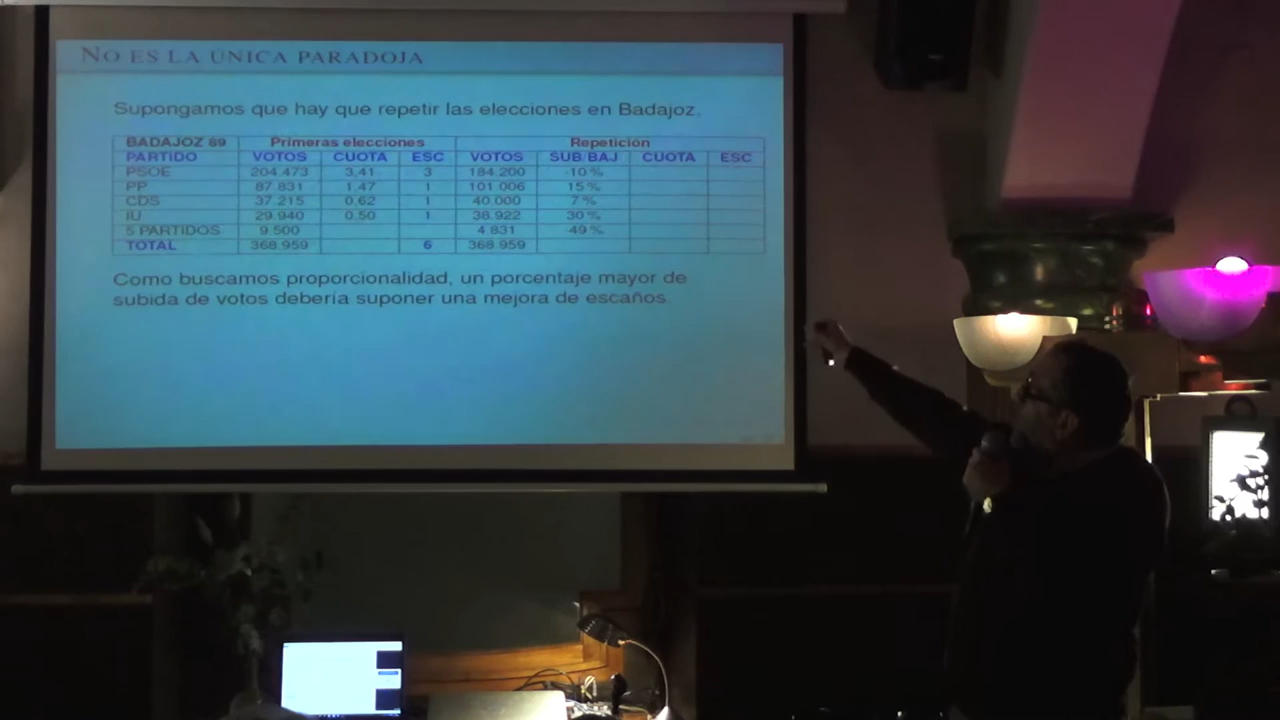 NO ES LA ÚNICA PARADOJA
Supongamos que hay que repetir las elecciones en Badajoz.
BADAJOZ 89 Primeras elecciones Repetición
PARTIDO VOTOS CUOTA ESC VOTOS SUB/BAJ CUOTA ESC
PSOE 204.473 3,41 3 184.200 -10 %
PP 87.831 1,47 1 101.006 15 %
CDS 37.215 0,62 1 40.000 7 %
IU 29.940 0.50 1 38.922 30 %
5 PARTIDOS 9.500 4.831 -49 %
TOTAL 368.959 6 368.959
Como buscamos proporcionalidad, un porcentaje mayor de
subida de votos debería suponer una mejora de escaños.